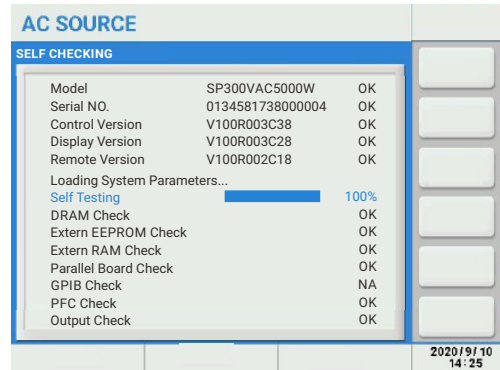 AC SOURCE
SELF CHECKING
Model SP300VAC5000W OK
Serial NO. 0134581738000004 OK
Control Version V100R003C38 OK
Display Version V100R003C28 OK
Remote Version V100R002C18 OK
Loading System Parameters...
Self Testing 100%
DRAM Check OK
Extern EEPROM Check OK
Extern RAM Check OK
Parallel Board Check OK
GPIB Check NA
PFC Check OK
Output Check OK
2020/9/10
14:25